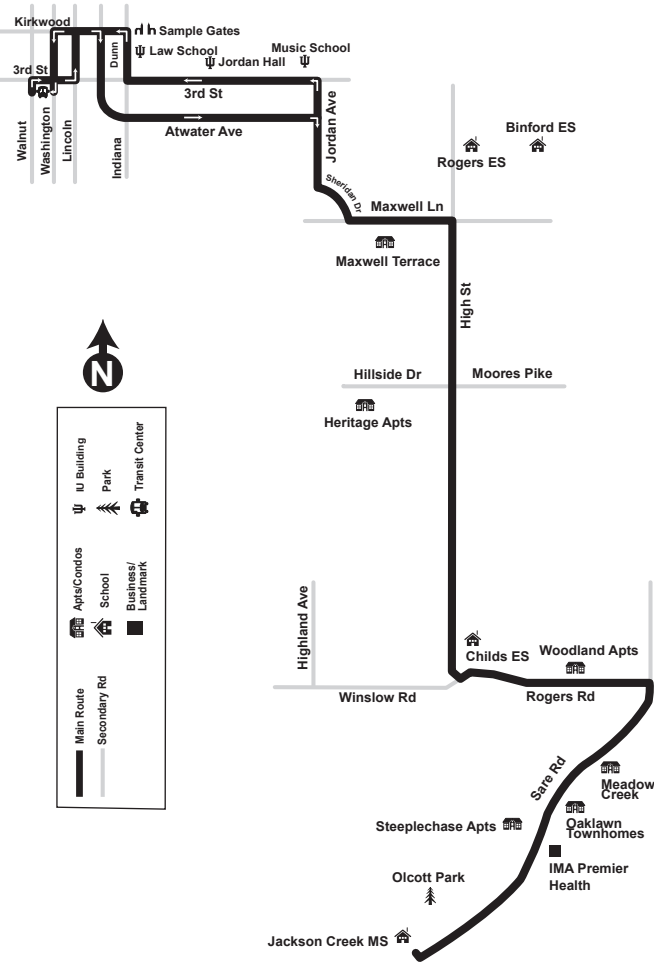 Kirkwood
Sample Gates
Dunn
Law School
Jordan Hall
Music School
3rd St
3rd St
Walnut
Washington
Lincoln
Indiana
Atwater Ave
Jordan Ave
Binford ES
Rogers ES
Sheridan Dr
Maxwell Ln
Maxwell Terrace
High St
N
Hillside Dr
Moores Pike
Heritage Apts
IU Building
Park
Transit Center
Apts/Condos
School
Business/
Landmark
Main Route
Secondary Rd
Highland Ave
Childs ES
Woodland Apts
Winslow Rd
Rogers Rd
Sare Rd
Meadow
Creek
Steeplechase Apts
Oaklawn
Townhomes
IMA Premier
Health
Olcott Park
Jackson Creek MS